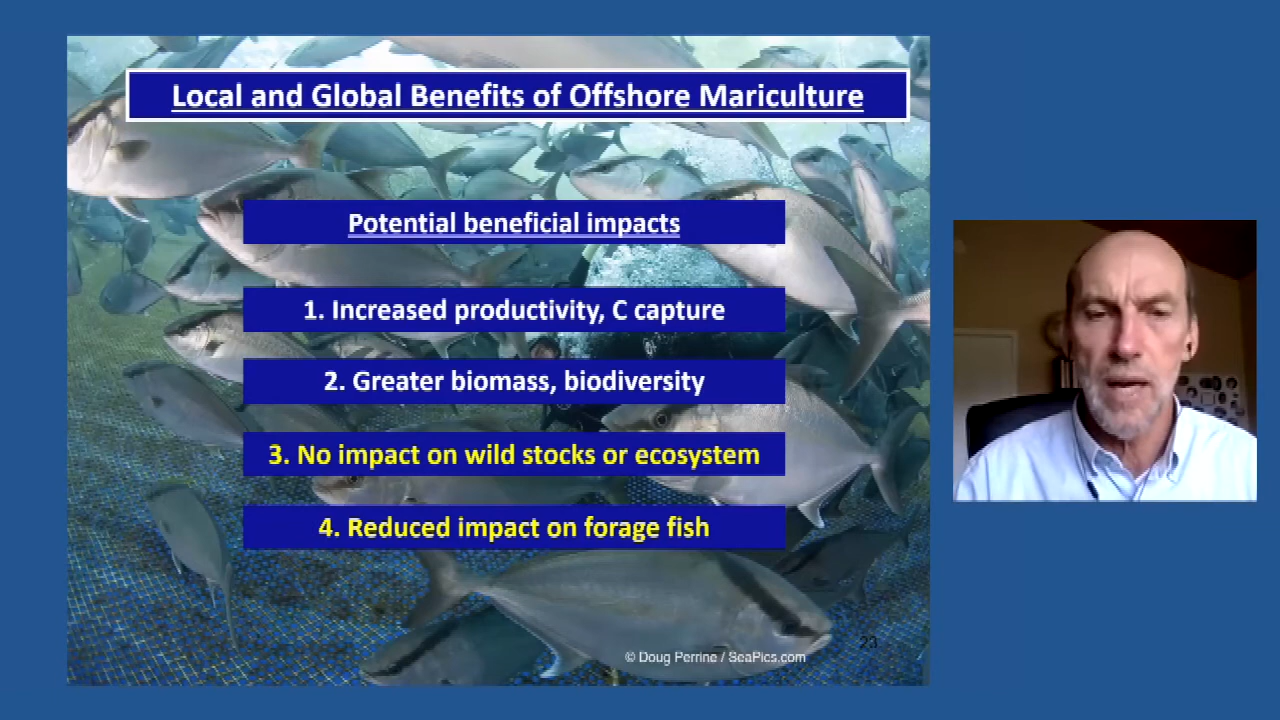 Local and Global Benefits of Offshore Mariculture
Potential beneficial impacts
1. Increased productivity, C capture
2. Greater biomass, biodiversity
3. No impact on wild stocks or ecosystem
4. Reduced impact on forage fish
23
© Doug Perrine / SeaPics.com